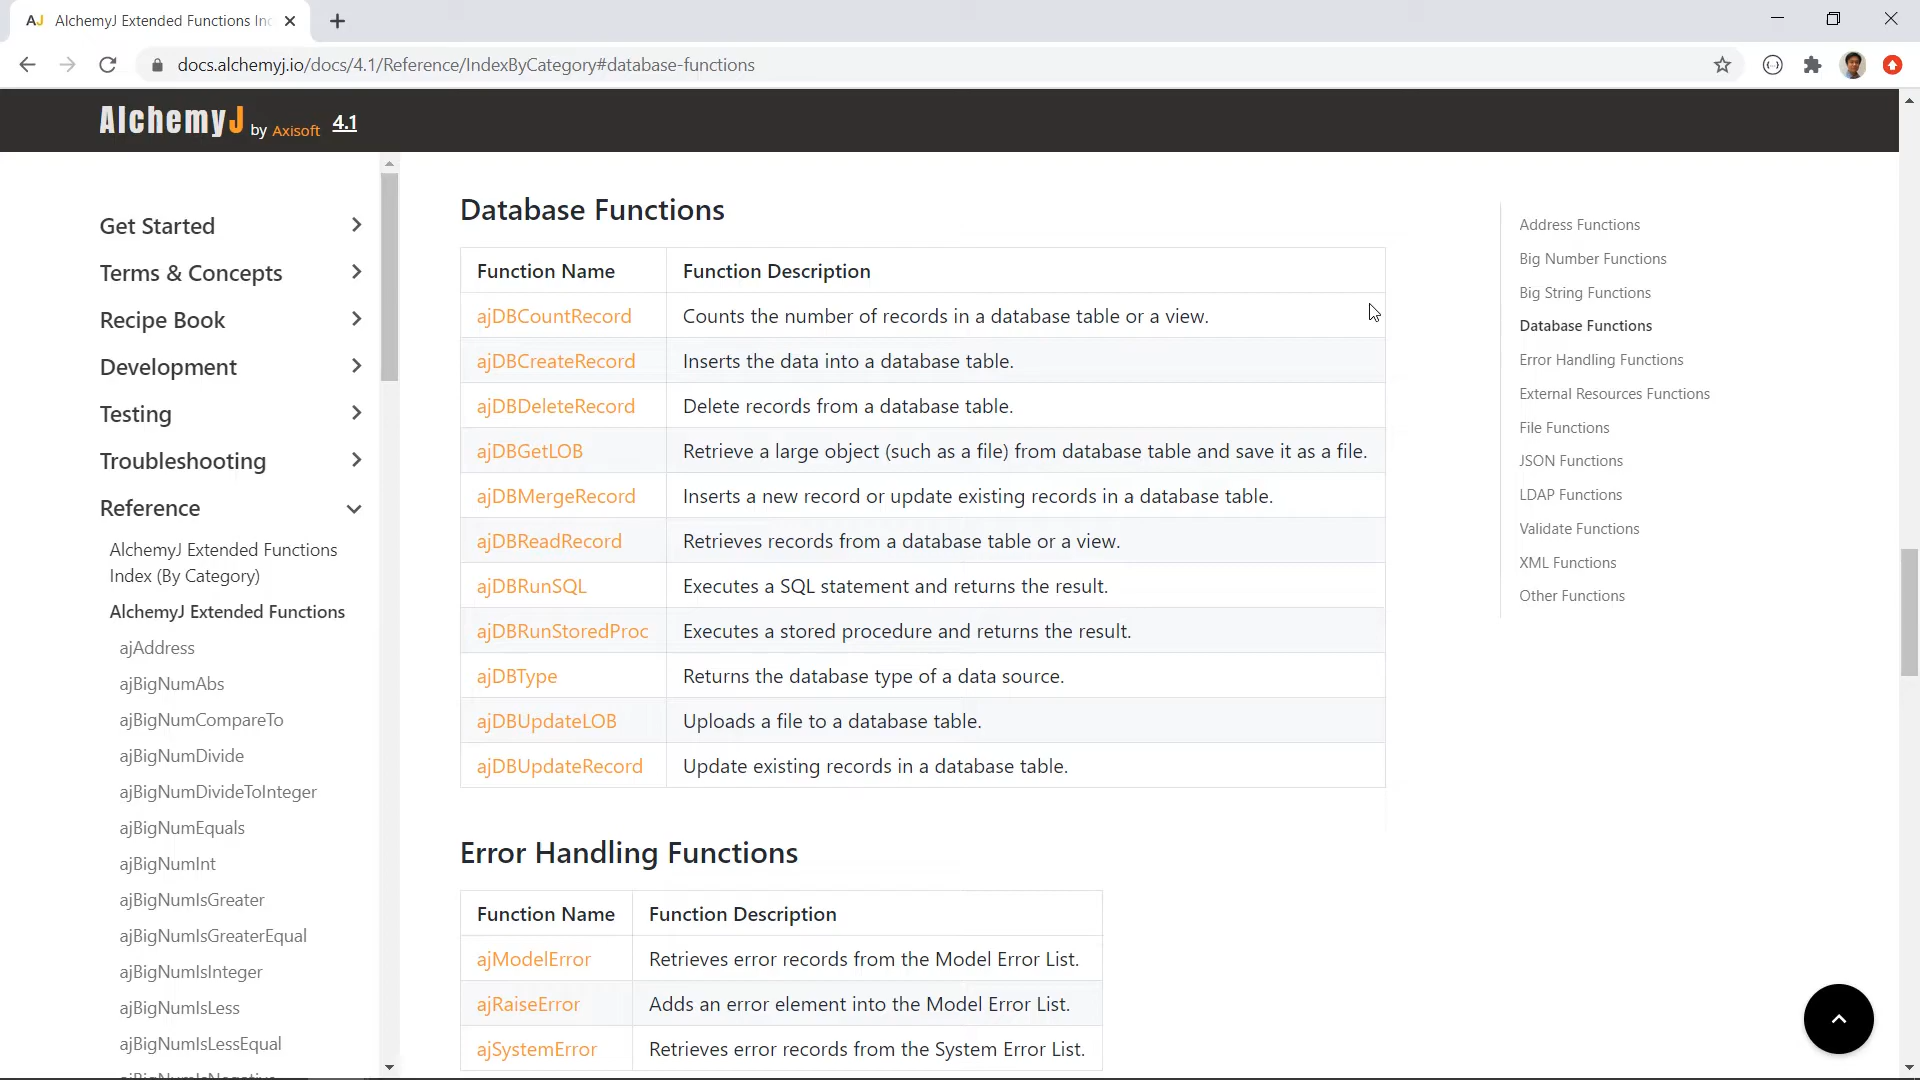 AJ AlchemyJ Extended Functions Inc
docs.alchemyj.io/docs/4.1/Reference/IndexByCategory#database-functions
AlchemyJ by Axisoft 4.1
Get Started
Terms & Concepts
Recipe Book
Development
Testing
Troubleshooting
Reference
AlchemyJ Extended Functions
Index (By Category)
AlchemyJ Extended Functions
ajAddress
ajBigNumAbs
ajBigNumCompareTo
ajBigNumDivide
ajBigNumDivideToInteger
ajBigNumEquals
ajBigNumInt
ajBigNumIsGreater
ajBigNumIsGreaterEqual
ajBigNumIsInteger
ajBigNumIsLess
ajBigNumIsLessEqual
Database Functions
Function Name Function Description
ajDBCountRecord Counts the number of records in a database table or a view.
ajDBCreateRecord Inserts the data into a database table.
ajDBDeleteRecord Delete records from a database table.
ajDBGetLOB Retrieve a large object (such as a file) from database table and save it as a file.
ajDBMergeRecord Inserts a new record or update existing records in a database table.
ajDBReadRecord Retrieves records from a database table or a view.
ajDBRunSQL Executes a SQL statement and returns the result.
ajDBRunStoredProc Executes a stored procedure and returns the result.
ajDBType Returns the database type of a data source.
ajDBUpdateLOB Uploads a file to a database table.
ajDBUpdateRecord Update existing records in a database table.
Error Handling Functions
Function Name Function Description
ajModelError Retrieves error records from the Model Error List.
ajRaiseError Adds an error element into the Model Error List.
ajSystemError Retrieves error records from the System Error List.
Address Functions
Big Number Functions
Big String Functions
Database Functions
Error Handling Functions
External Resources Functions
File Functions
JSON Functions
LDAP Functions
Validate Functions
XML Functions
Other Functions